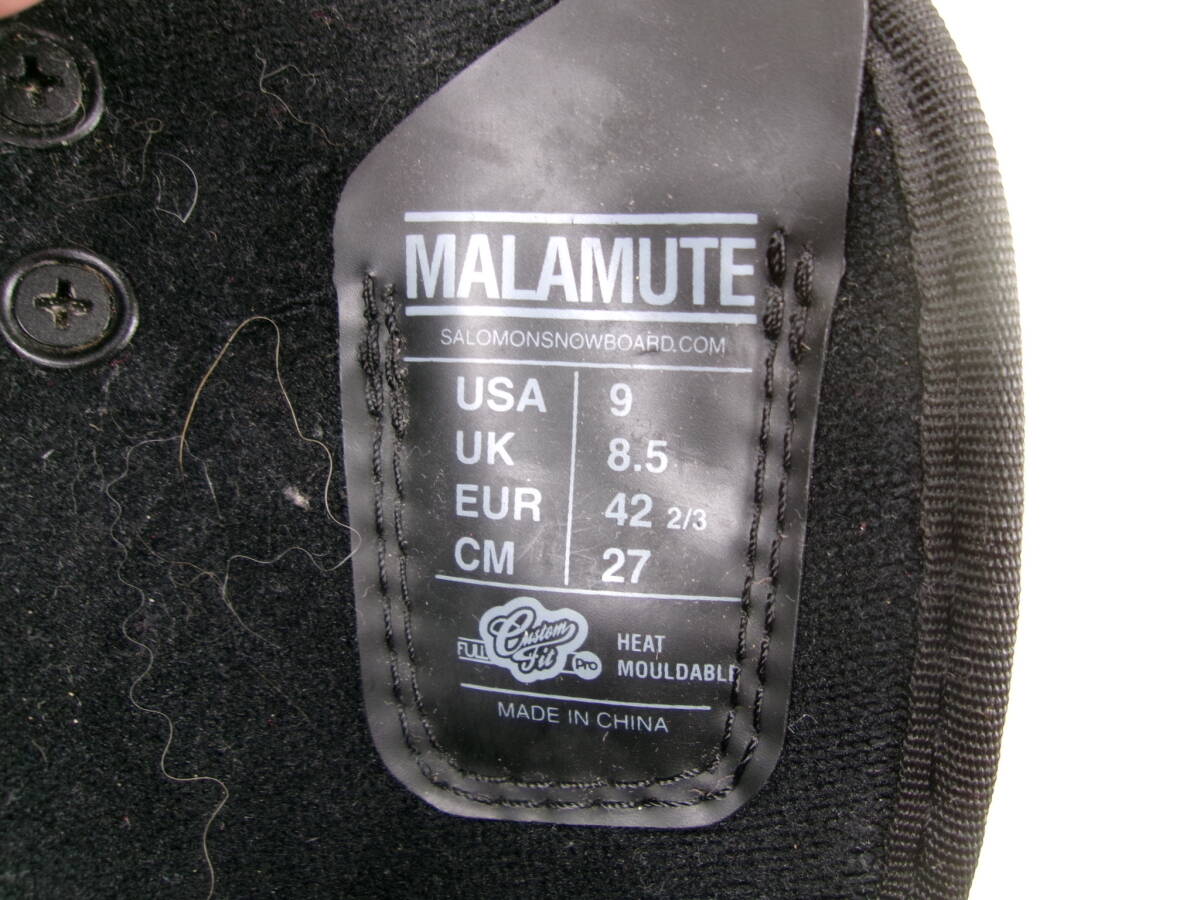 MALAMUTE
SALOMONSNOWBOARD.COM
USA 9
UK 8.5
EUR 42 2/3
CM 27
FULL Custom Fit Pro
HEAT MOULDABLE
MADE IN CHINA